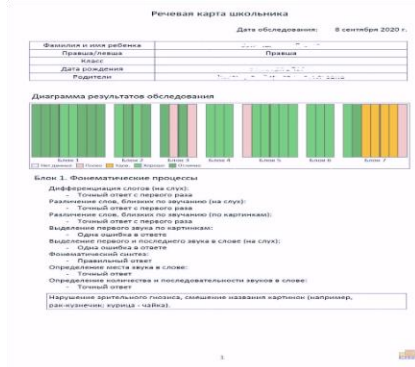 Речевая карта школьника
Дата обследования: 8 сентября 2020 г.
Фамилия и имя ребенка
Правша/левша Правша
Класс
Дата рождения
Родители
Диаграмма результатов обследования
Блок 1 Блок 2 Блок 3 Блок 4 Блок 5 Блок 6 Блок 7
Нет данных Плохо Удов. Хорошо Отлично
Блок 1. Фонематические процессы
Дифференциация слогов (на слух):
- Точный ответ с первого раза
Различение слов, близких по звучанию (на слух):
- Точный ответ с первого раза
Различение слов, близких по звучанию (по картинкам):
- Точный ответ с первого раза
Выделение первого звука по картинкам:
- Одна ошибка в ответе
Выделение первого и последнего звука в слове (на слух):
- Одна ошибка в ответе
Фонематический синтез:
- Правильный ответ
Определение места звука в слове:
- Точный ответ
Определение количества и последовательности звуков в слове:
- Точный ответ
Нарушение зрительного гнозиса, смешение названия картинок (например,
рак-кузнечик; курица - чайка).
1